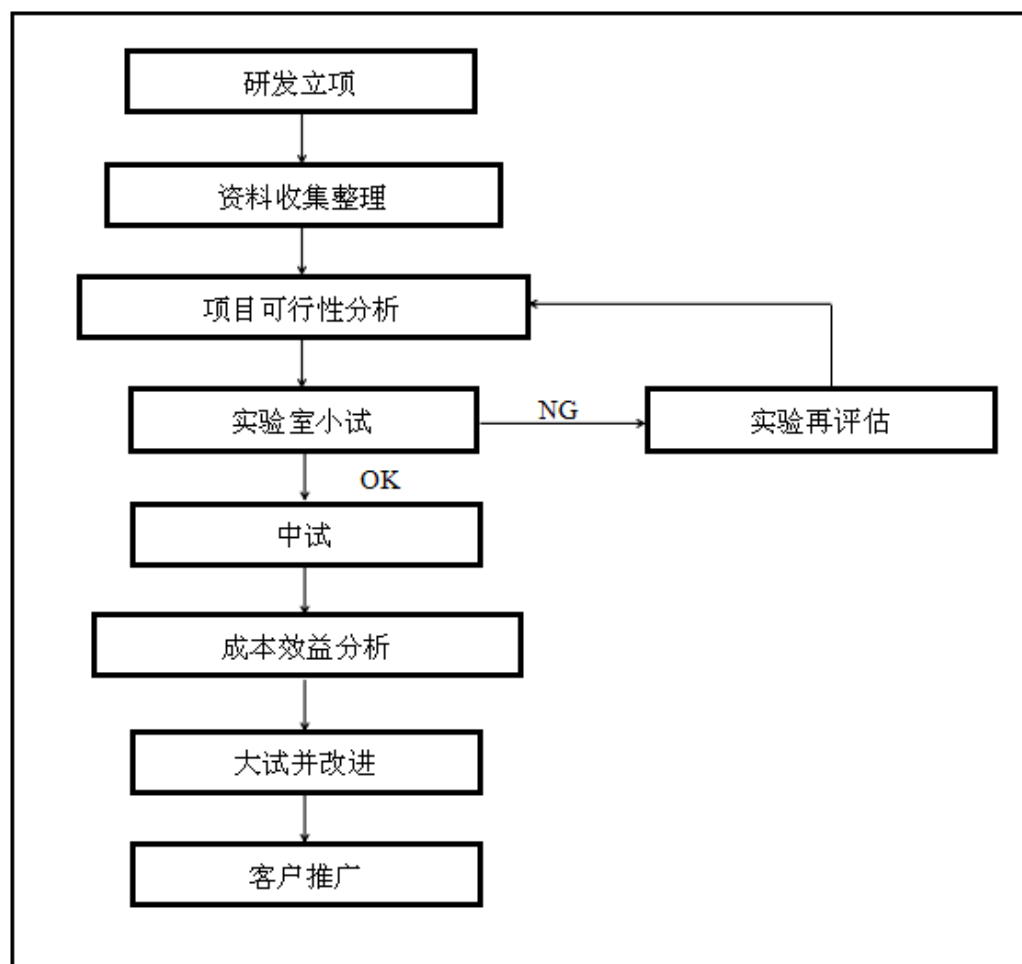 研发立项
资料收集整理
项目可行性分析
实验室小试
NG
实验再评估
OK
中试
成本效益分析
大试并改进
客户推广